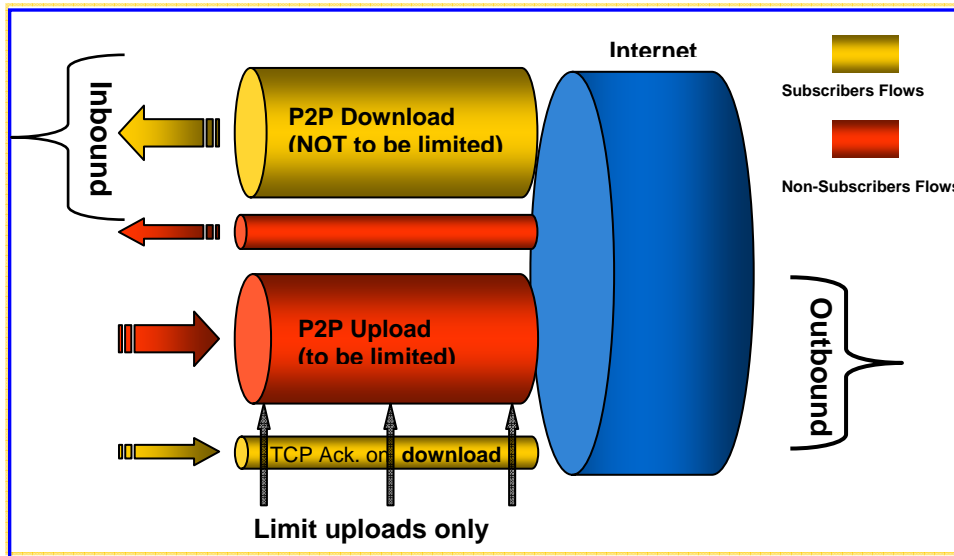 Internet
Inbound
P2P Download
(NOT to be limited)
Subscribers Flows
Non-Subscribers Flows
P2P Upload
(to be limited)
Outbound
TCP Ack. on download
Limit uploads only